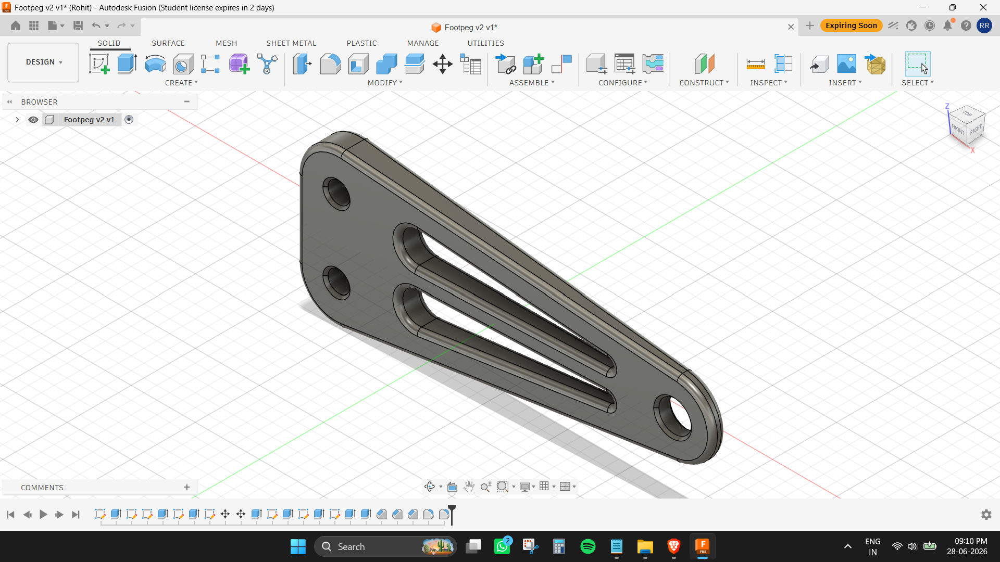 Footpeg v2 v1* (Rohit) - Autodesk Fusion (Student license expires in 2 days)
Footpeg v2 v1*
Expiring Soon
RR
DESIGN
SOLID
SURFACE
MESH
SHEET METAL
PLASTIC
MANAGE
UTILITIES
CREATE
MODIFY
ASSEMBLE
CONFIGURE
CONSTRUCT
INSPECT
INSERT
SELECT
BROWSER
Footpeg v2 v1
Z
TOP
FRONT
RIGHT
X
COMMENTS
Search
2
F
FUS
ENG
IN
09:10 PM
28-06-2026